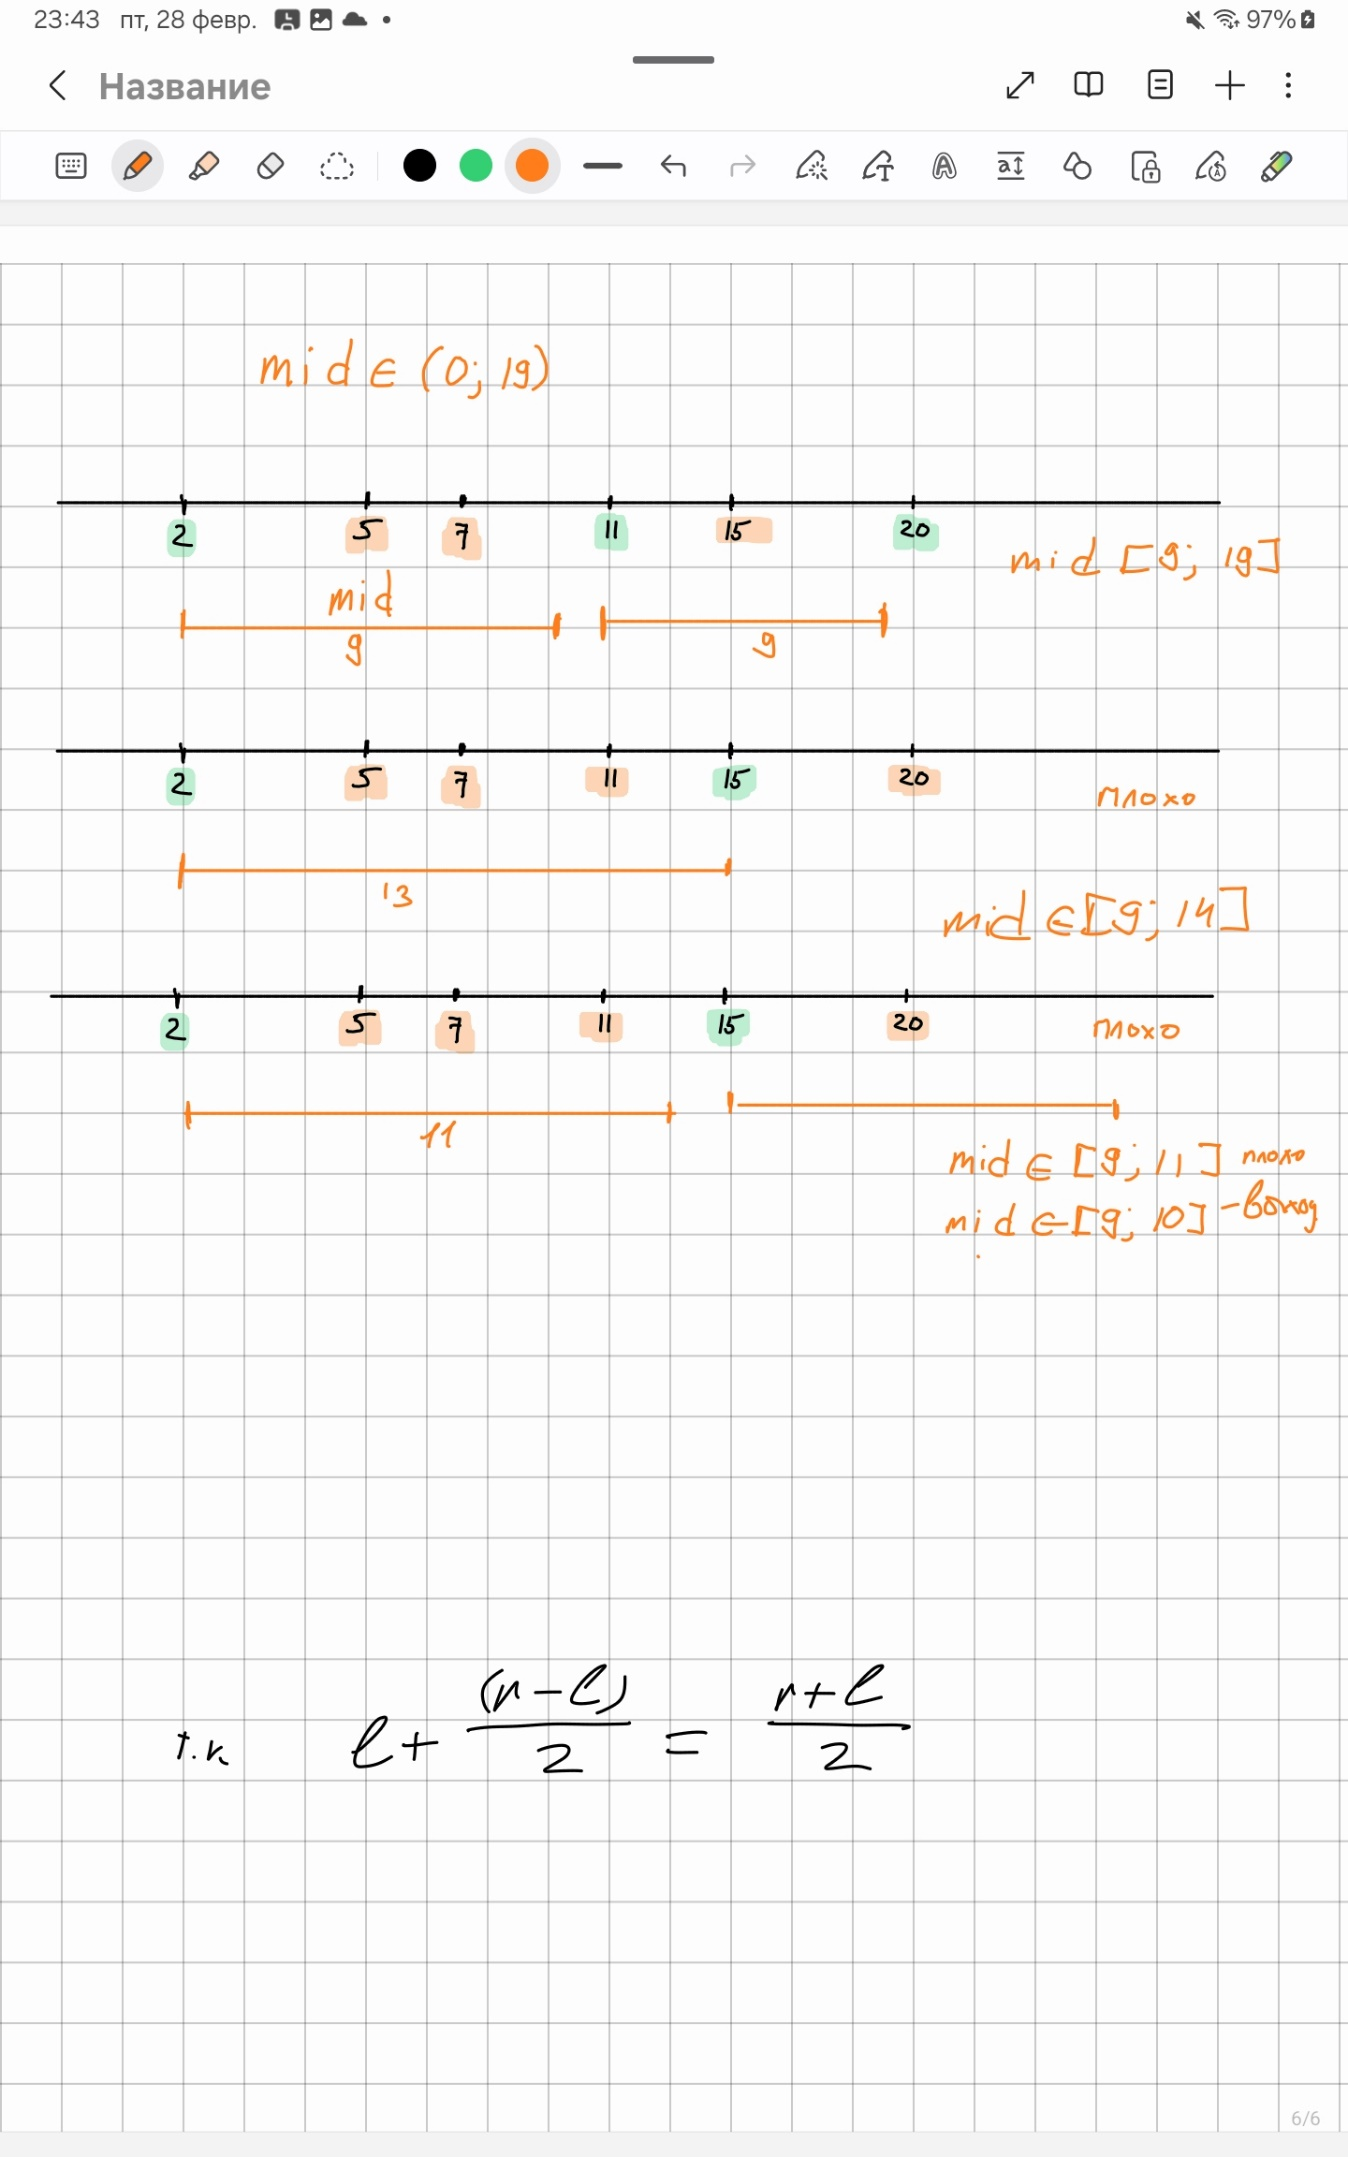 23:43 пт, 28 февр. 97%
Название
mid ∈ (0; 19)
2 5 7 11 15 20
mid [9; 19]
mid
9 9
2 5 7 11 15 20
плохо
13
mid ∈ [9; 14]
2 5 7 11 15 20
плохо
11
mid ∈ [9; 11] плохо
mid ∈ [9; 10] –
т.к l + (r – l)/2 = r + l/2
6/6